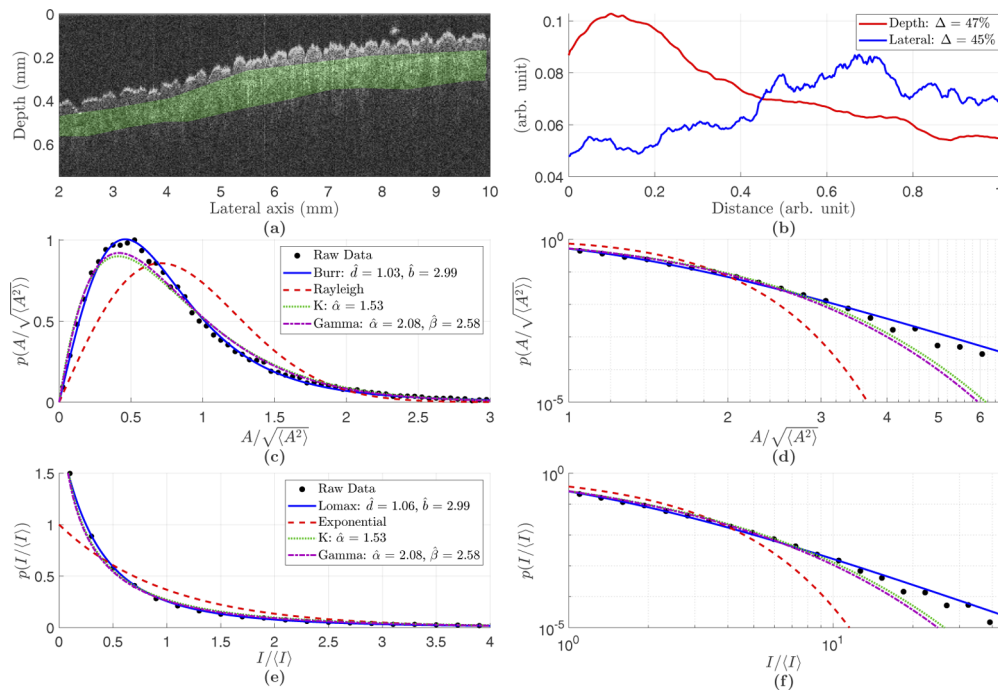 0
0.2
0.4
0.6
Depth (mm)
2 3 4 5 6 7 8 9 10
Lateral axis (mm)
(a)
0.1
0.08
0.06
0.04
(arb. unit)
Depth: Δ = 47%
Lateral: Δ = 45%
0 0.2 0.4 0.6 0.8
Distance (arb. unit)
(b)
1
0.5
0
p(A/√⟨A²⟩)
Raw Data
Burr: d̂ = 1.03, b̂ = 2.99
Rayleigh
K: α̂ = 1.53
Gamma: α̂ = 2.08, β̂ = 2.58
0 0.5 1 1.5 2 2.5 3
A/√⟨A²⟩
(c)
10⁰
10⁻⁵
p(A/√⟨A²⟩)
1 2 3 4 5 6
A/√⟨A²⟩
(d)
1.5
1
0.5
0
p(I/⟨I⟩)
Raw Data
Lomax: d̂ = 1.06, b̂ = 2.99
Exponential
K: α̂ = 1.53
Gamma: α̂ = 2.08, β̂ = 2.58
0 0.5 1 1.5 2 2.5 3 3.5 4
I/⟨I⟩
(e)
10⁰
10⁻⁵
p(I/⟨I⟩)
10⁰ 10¹
I/⟨I⟩
(f)